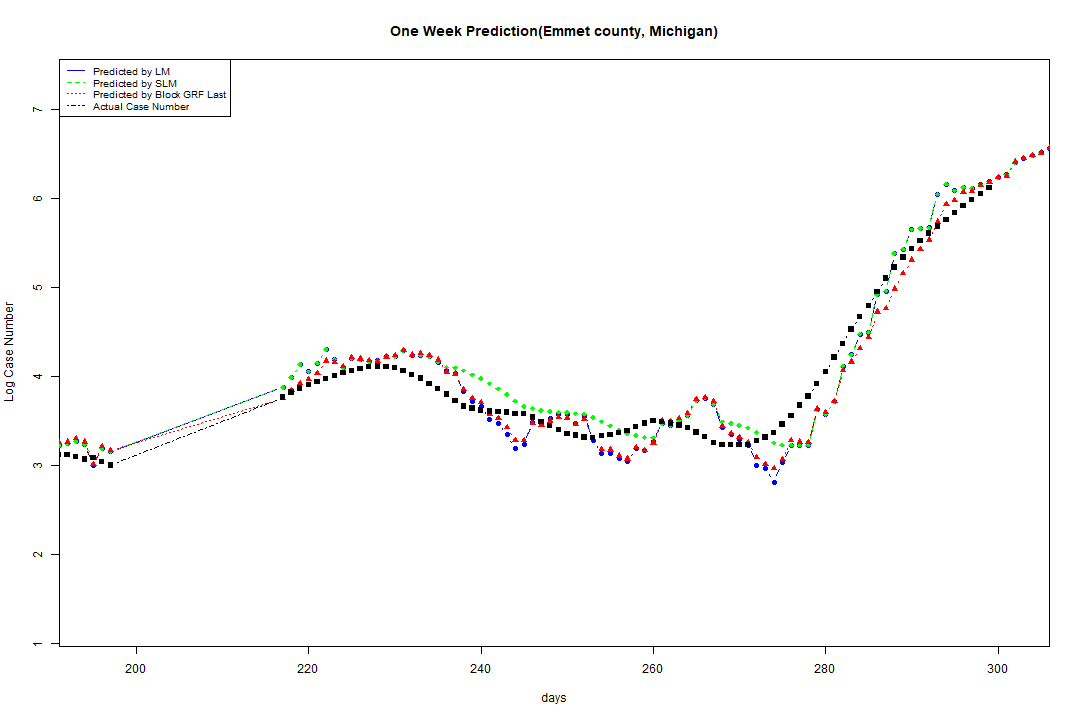 One Week Prediction(Emmet county, Michigan)
Predicted by LM
Predicted by SLM
Predicted by Block GRF Last
Actual Case Number
7
6
5
4
3
2
1
Log Case Number
200 220 240 260 280 300
days